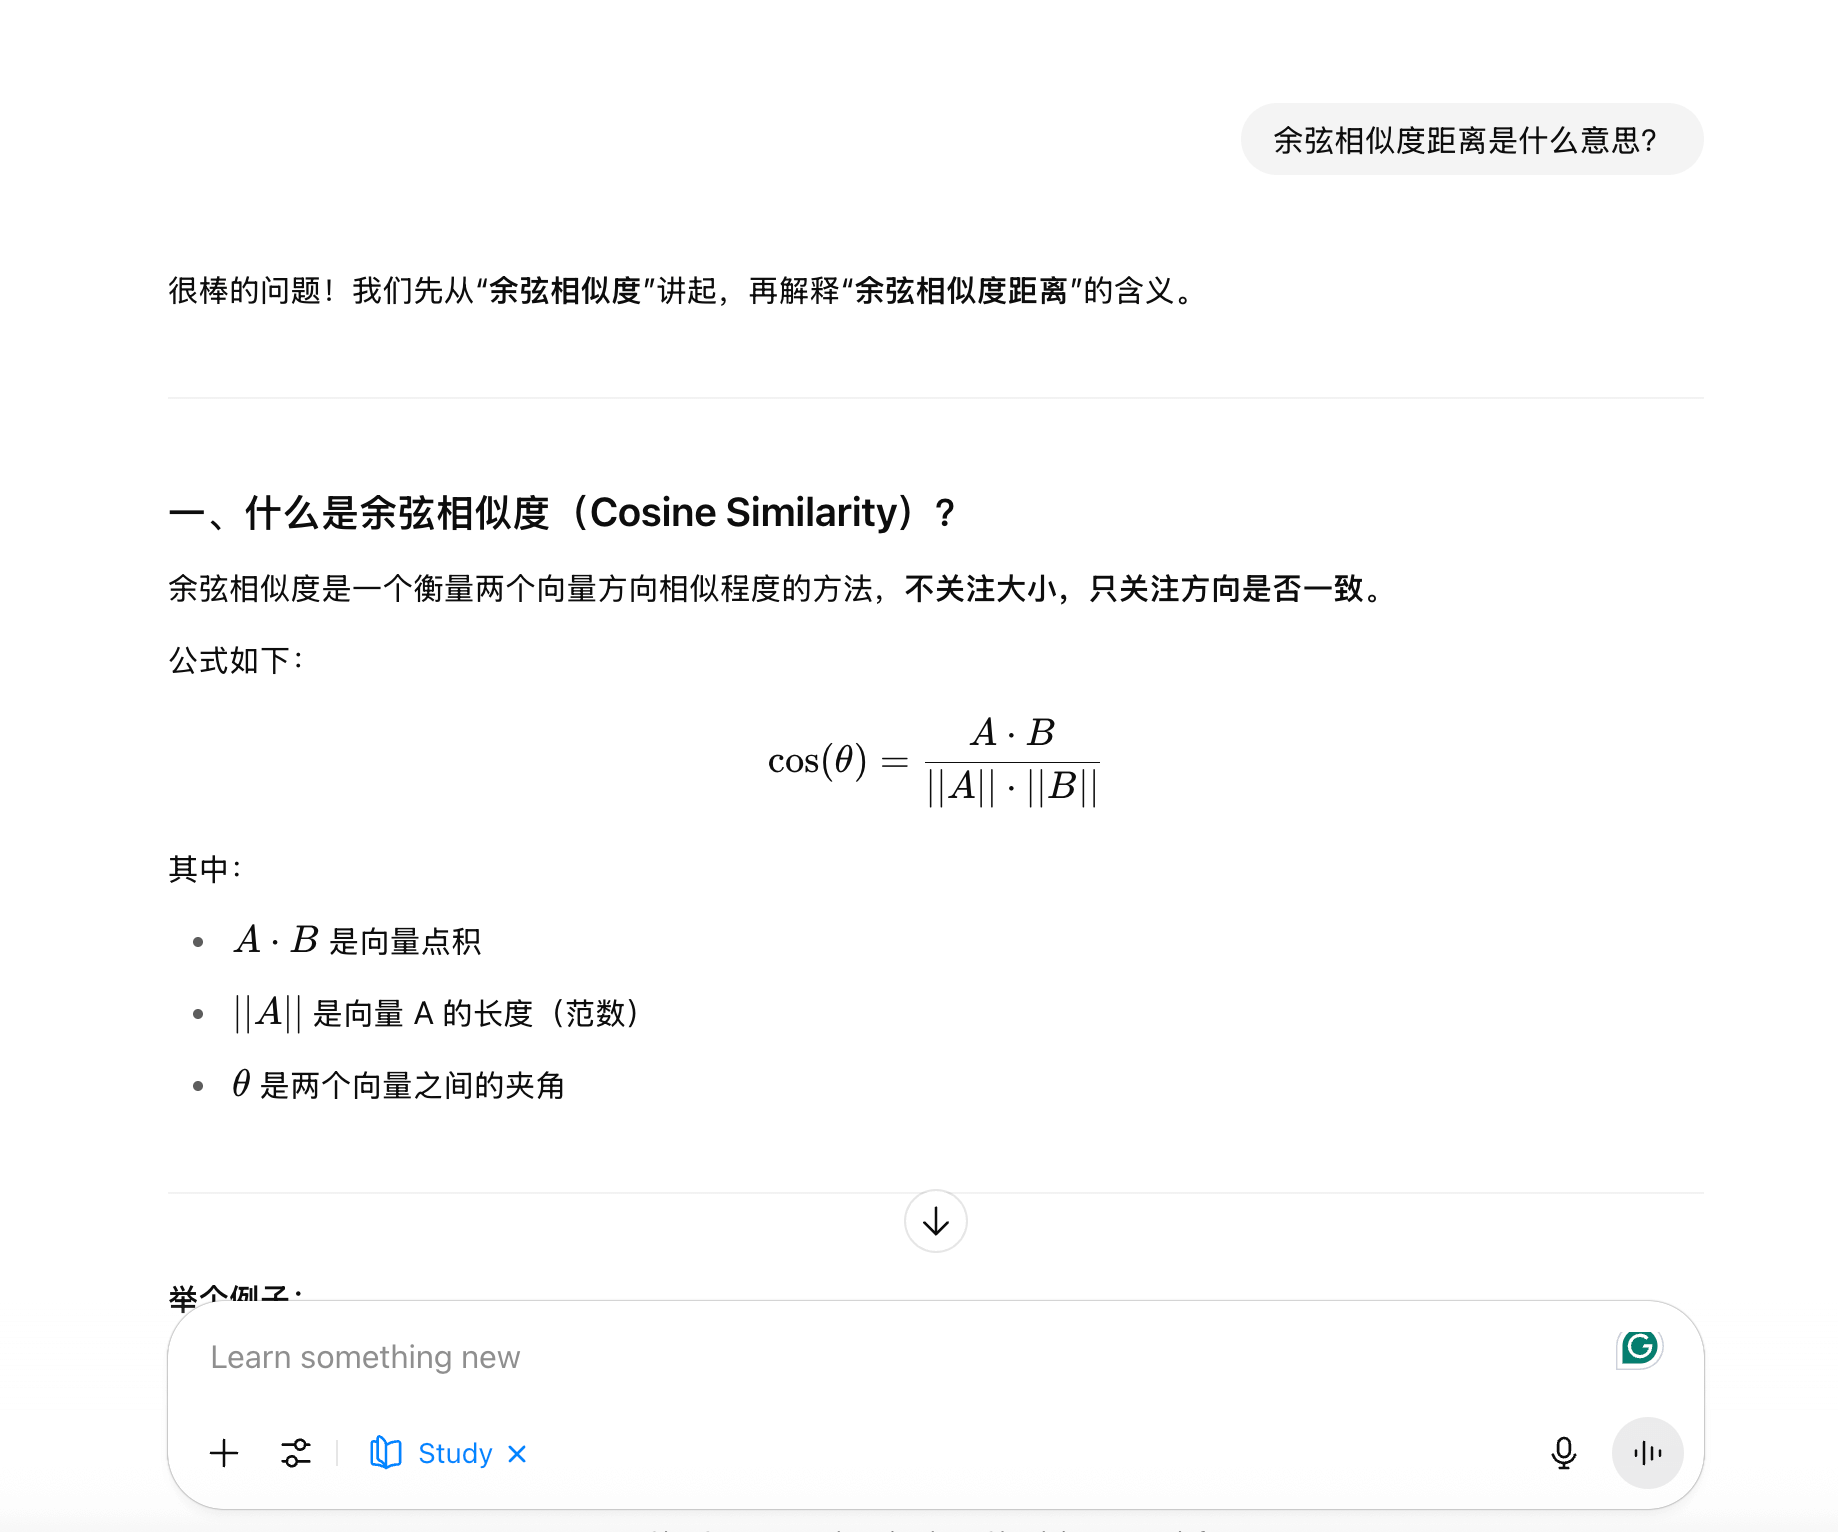 余弦相似度距离是什么意思？
很棒的问题！我们先从“余弦相似度”讲起，再解释“余弦相似度距离”的含义。
一、什么是余弦相似度（Cosine Similarity）？
余弦相似度是一个衡量两个向量方向相似程度的方法，不关注大小，只关注方向是否一致。
公式如下：
cos(θ) = A · B / ||A|| · ||B||
其中：
• A · B 是向量点积
• ||A|| 是向量 A 的长度（范数）
• θ 是两个向量之间的夹角
举个例子：
Learn something new
Study